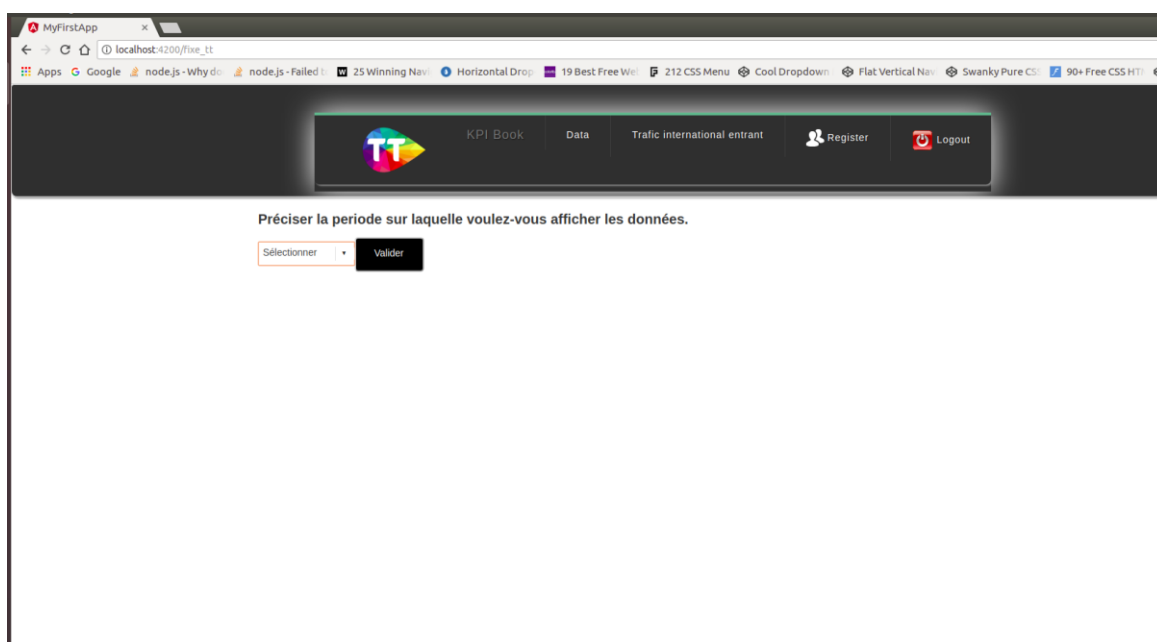 MyFirstApp ×
localhost:4200/fixe_tt
Apps Google node.js - Why do node.js - Failed 25 Winning Navi Horizontal Drop 19 Best Free We 212 CSS Menu Cool Dropdown Flat Vertical Nav Swanky Pure CSS 90+ Free CSS HT
TT KPI Book Data Trafic international entrant Register Logout
Préciser la periode sur laquelle voulez-vous afficher les données.
Sélectionner Valider